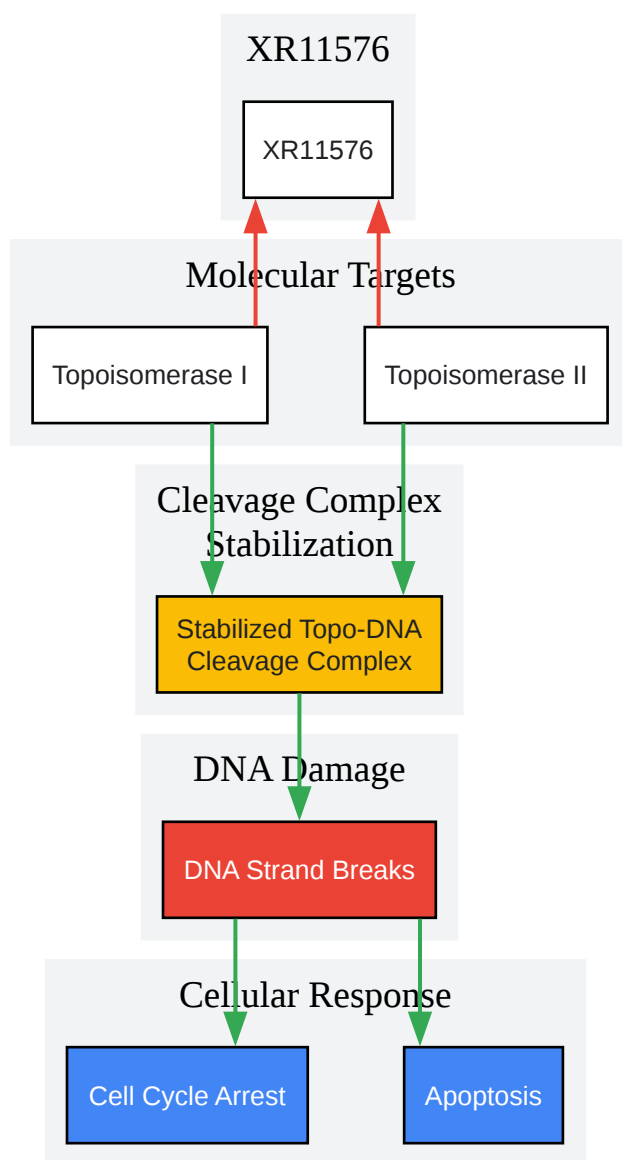 XR11576
XR11576
Molecular Targets
Topoisomerase I
Topoisomerase II
Cleavage Complex
Stabilization
Stabilized Topo-DNA
Cleavage Complex
DNA Damage
DNA Strand Breaks
Cellular Response
Cell Cycle Arrest
Apoptosis